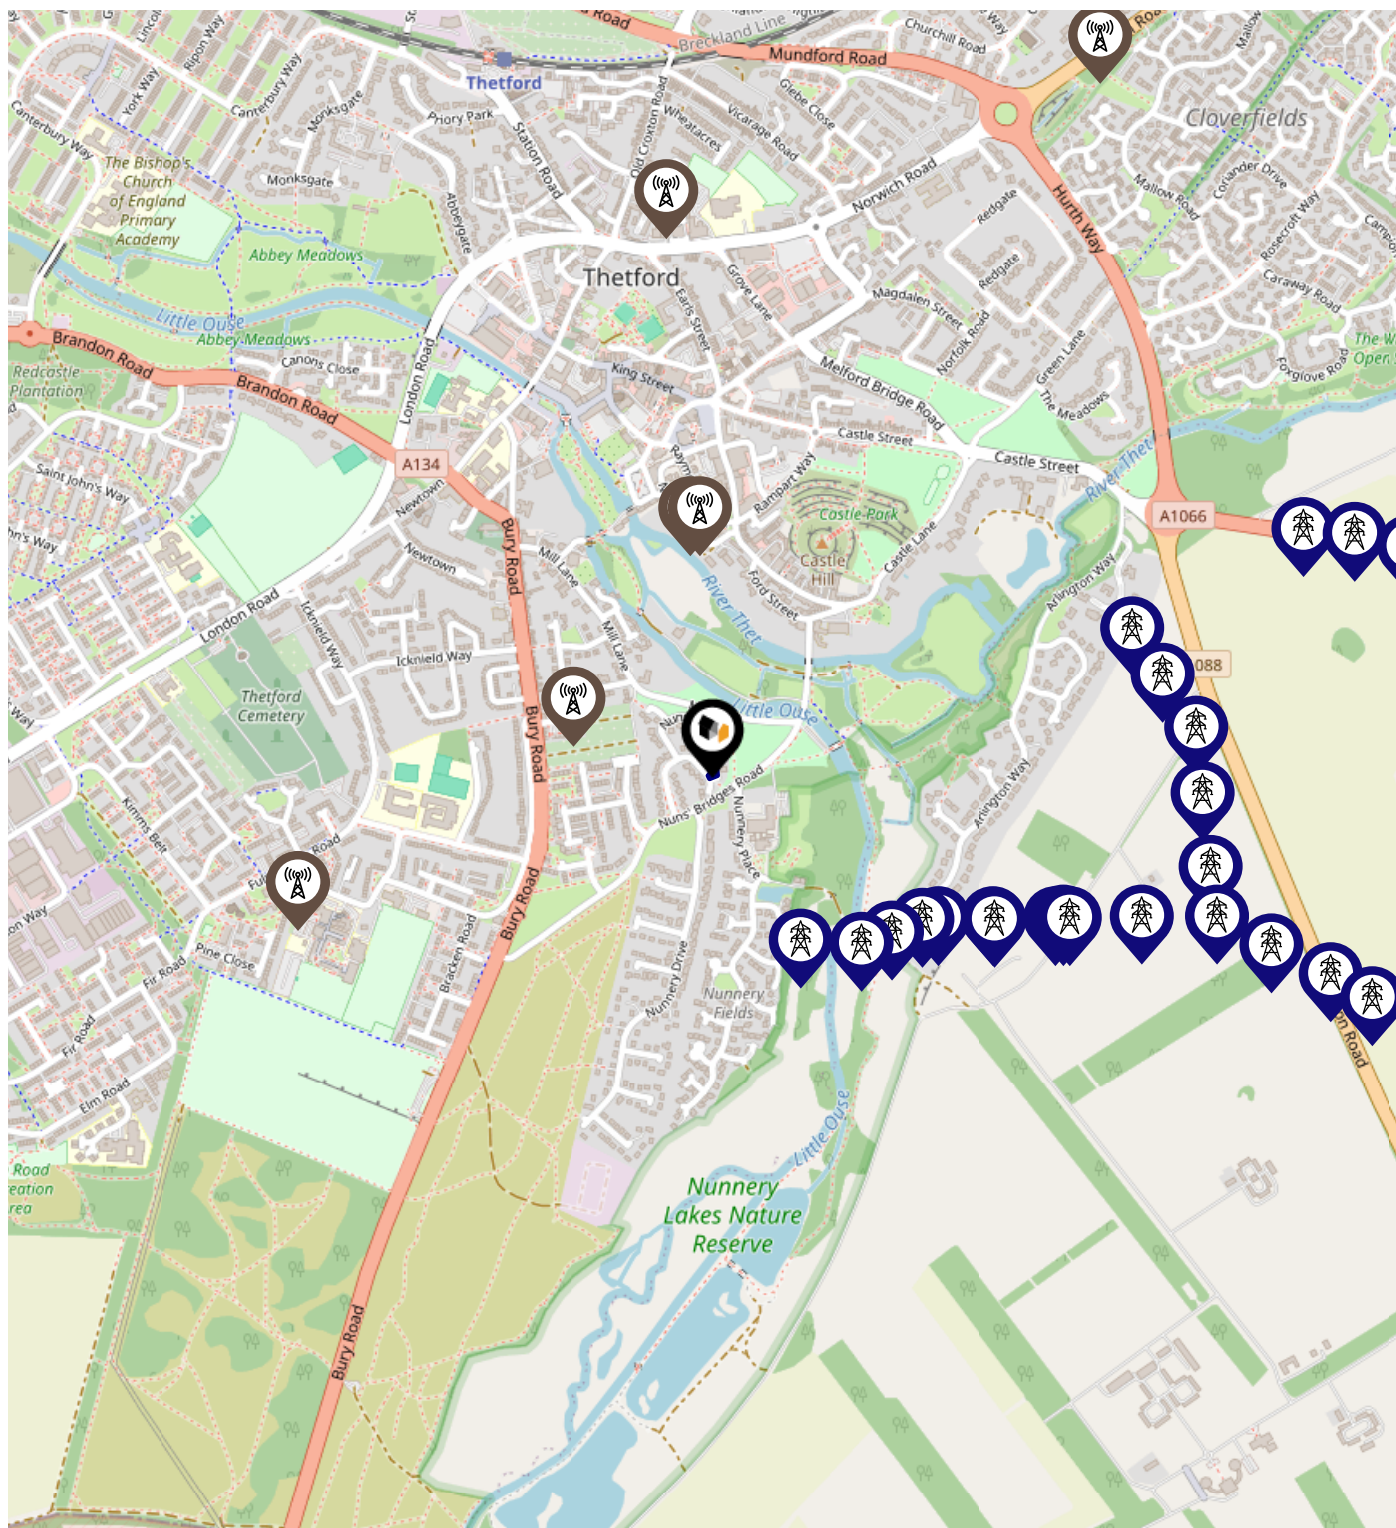 Breckland Line
Churchill Road
Mundford Road
Thetford
York Way
Ripon Way
Canterbury Way
Canterbury Way
Monksgate
Priory Park
Station Road
Old Croxton Road
Wheatacres
Vicarage Road
Glebe Close
Cloverfields
The Bishop's
Church
of England
Primary
Academy
Monksgate
Abbeygate
Norwich Road
Redgate
Hurth Way
Mallow Road
Coriander Drive
Rosecroft Way
Abbey Meadows
Thetford
Grove Lane
Earls Street
Redgate
Magdalen Street
Norfolk Road
Caraway Road
Green Lane
Foxglove Road
Little Ouse
Abbey Meadows
Brandon Road
Canons Close
Redcastle
Plantation
Brandon Road
London Road
King Street
Melford Bridge Road
The Meadows
Castle Street
Castle Street
River Thet
A134
Saint John's Way
Newtown
Rampart Way
Castle Park
A1066
Bury Road
Mill Lane
Castle
Hill
Castle Lane
Newtown
River Thet
Ford Street
Arlington Way
London Road
Icknield Way
Icknield Way
Mill Lane
088
Thetford
Cemetery
Bury Road
Little Ouse
Nuns' Bridges Road
Arlington Way
Kimms Belt
Nunnery Place
Road
Bury Road
Pine Close
Fir Road
Bracken Road
Nunnery Drive
Nunnery
Fields
Fir Road
Elm Road
on Road
Little Ouse
Nunnery
Lakes Nature
Reserve
Bury Road